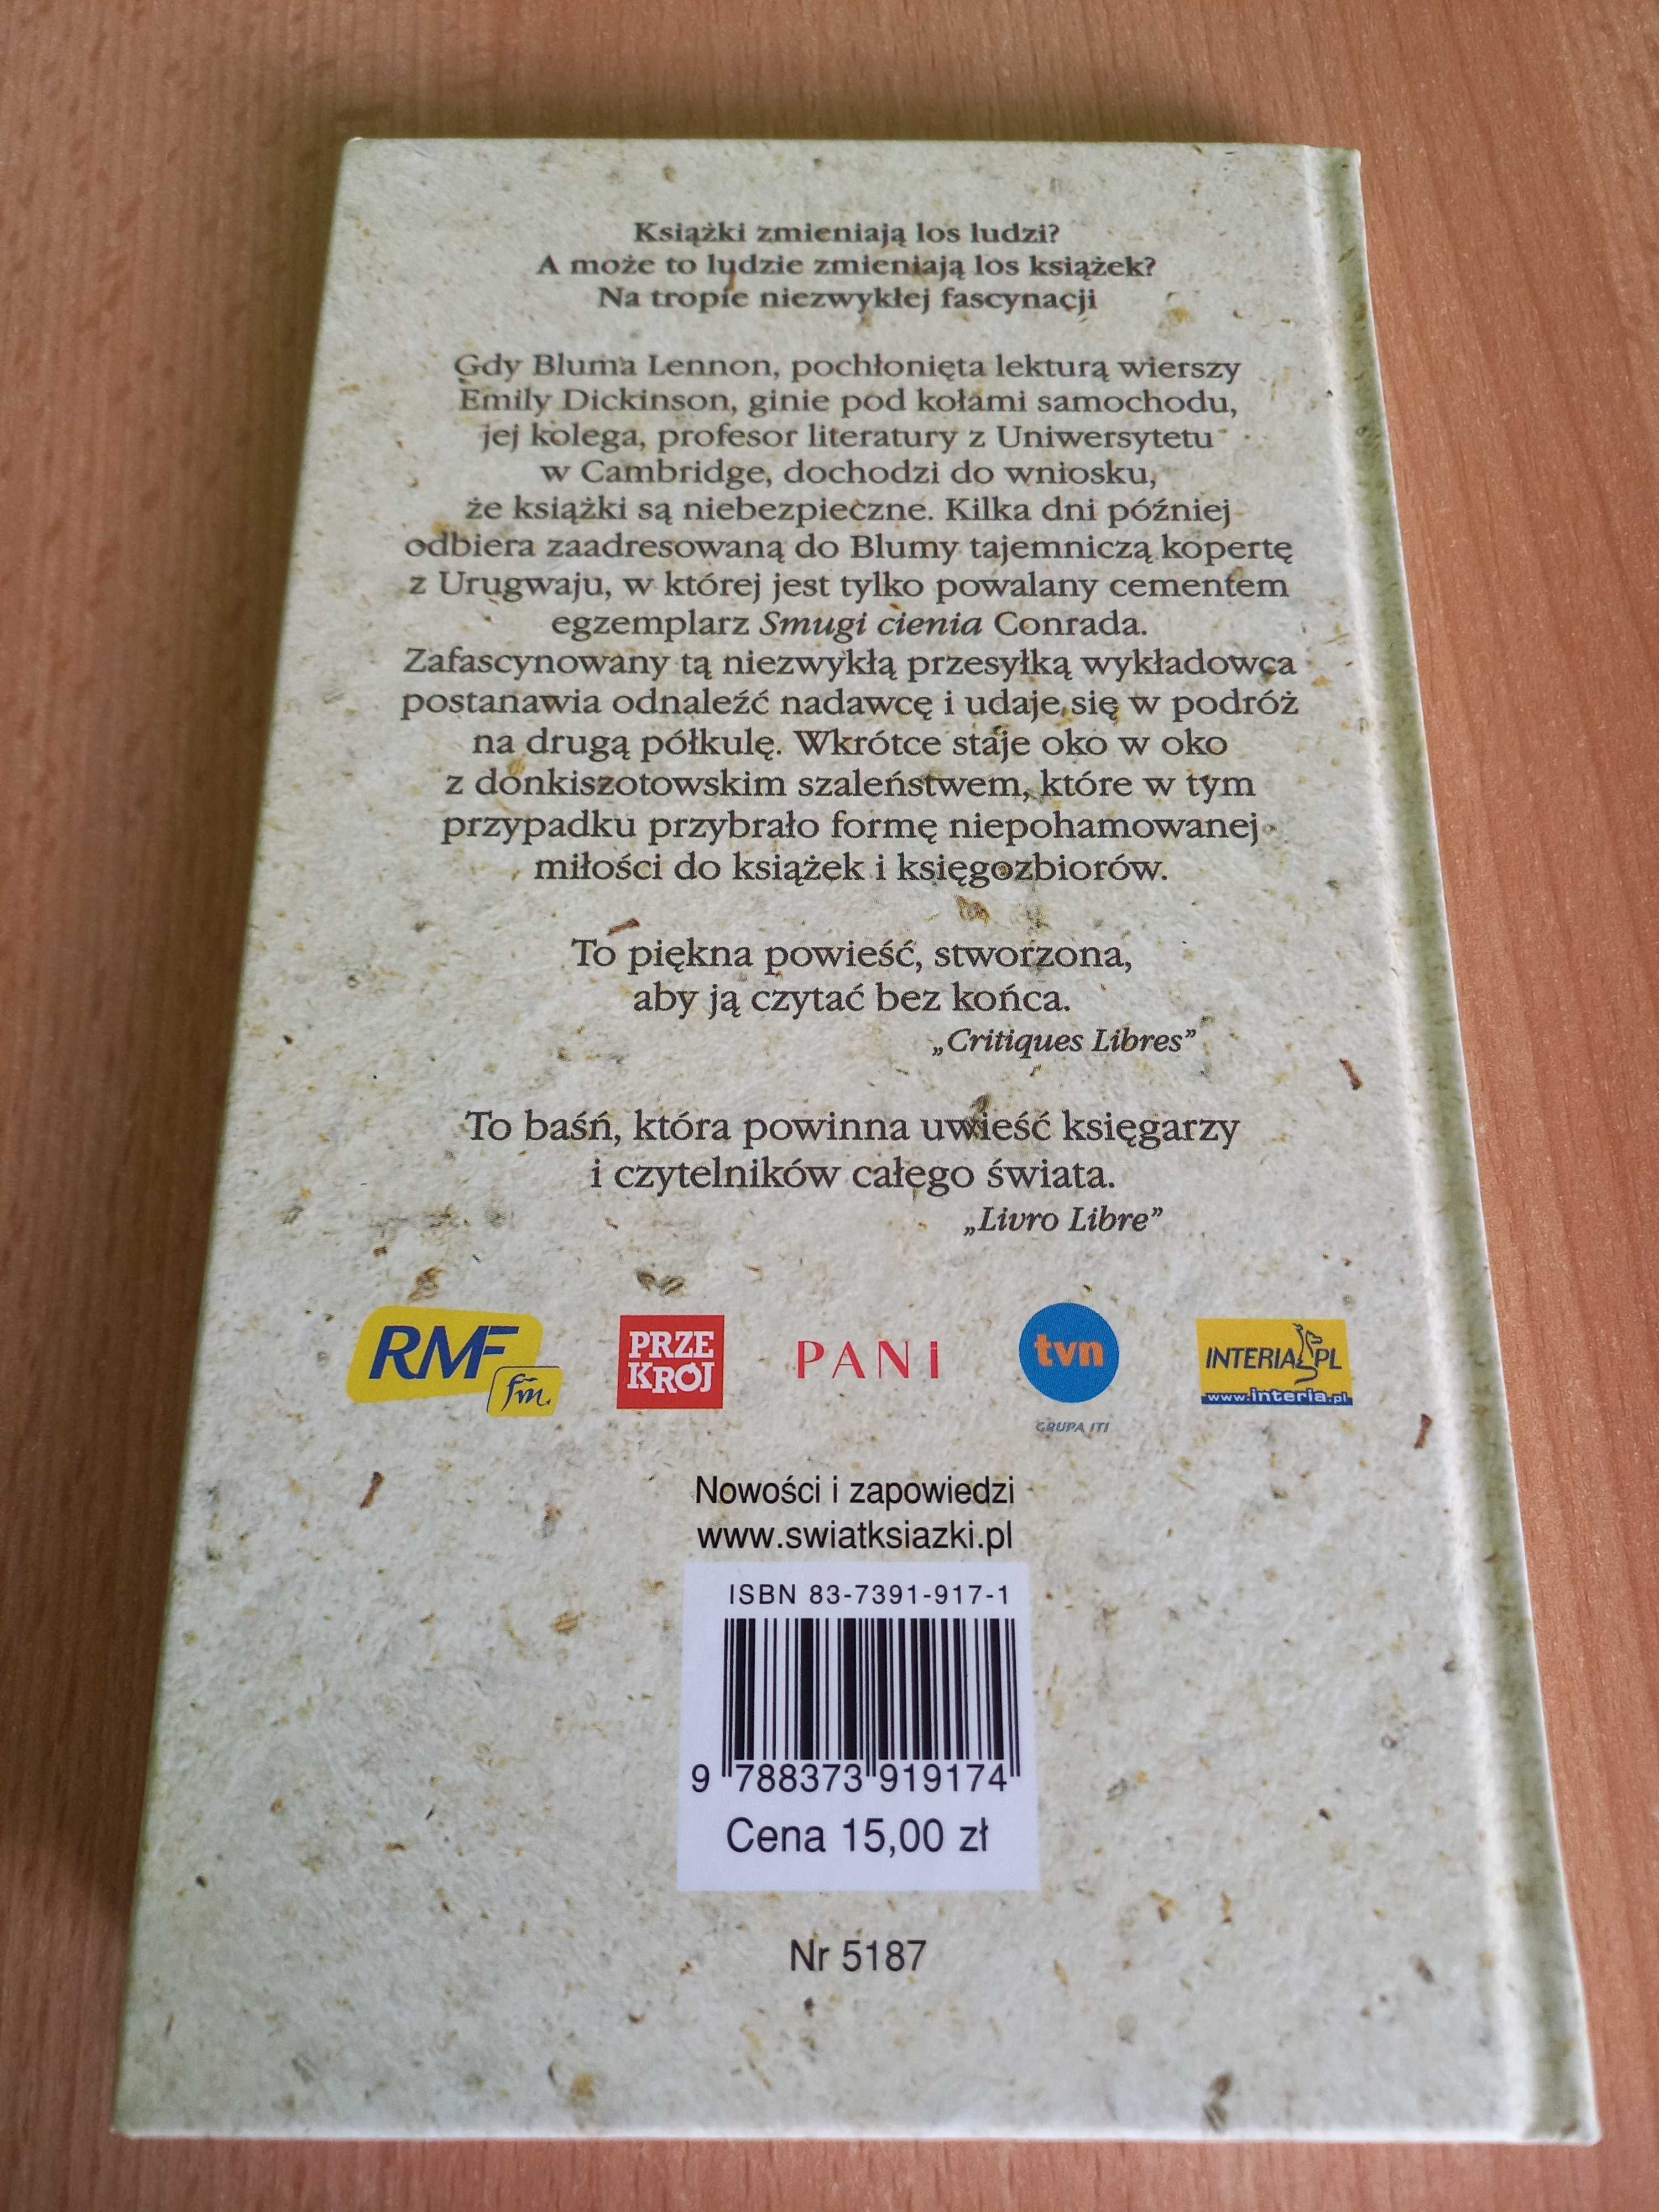 Książki zmieniają los ludzi?
A może to ludzie zmieniają los książek?
Na tropie niezwykłej fascynacji
Gdy Bluma Lennon, pochłonięta lekturą wierszy
Emily Dickinson, ginie pod kołami samochodu,
jej kolega, profesor literatury z Uniwersytetu
w Cambridge, dochodzi do wniosku,
że książki są niebezpieczne. Kilka dni później
odbiera zaadresowaną do Blumy tajemniczą kopertę
z Urugwaju, w której jest tylko powalany cementem
egzemplarz Smugi cienia Conrada.
Zafascynowany tą niezwykłą przesyłką wykładowca
postanawia odnaleźć nadawcę i udaje się w podróż
na drugą półkulę. Wkrótce staje oko w oko
z donkiszotowskim szaleństwem, które w tym
przypadku przybrało formę niepohamowanej
miłości do książek i księgozbiorów.
To piękna powieść, stworzona,
aby ją czytać bez końca.
„Critiques Libres”
To baśń, która powinna uwieść księgarzy
i czytelników całego świata.
„Livro Libre”
RMF fm.
PRZE
KRÓJ
PANi
tvn
GRUPA ITI
INTERIA.PL
www.interia.pl
Nowości i zapowiedzi
www.swiatksiazki.pl
ISBN 83-7391-917-1
9 788373 919174
Cena 15,00 zł
Nr 5187